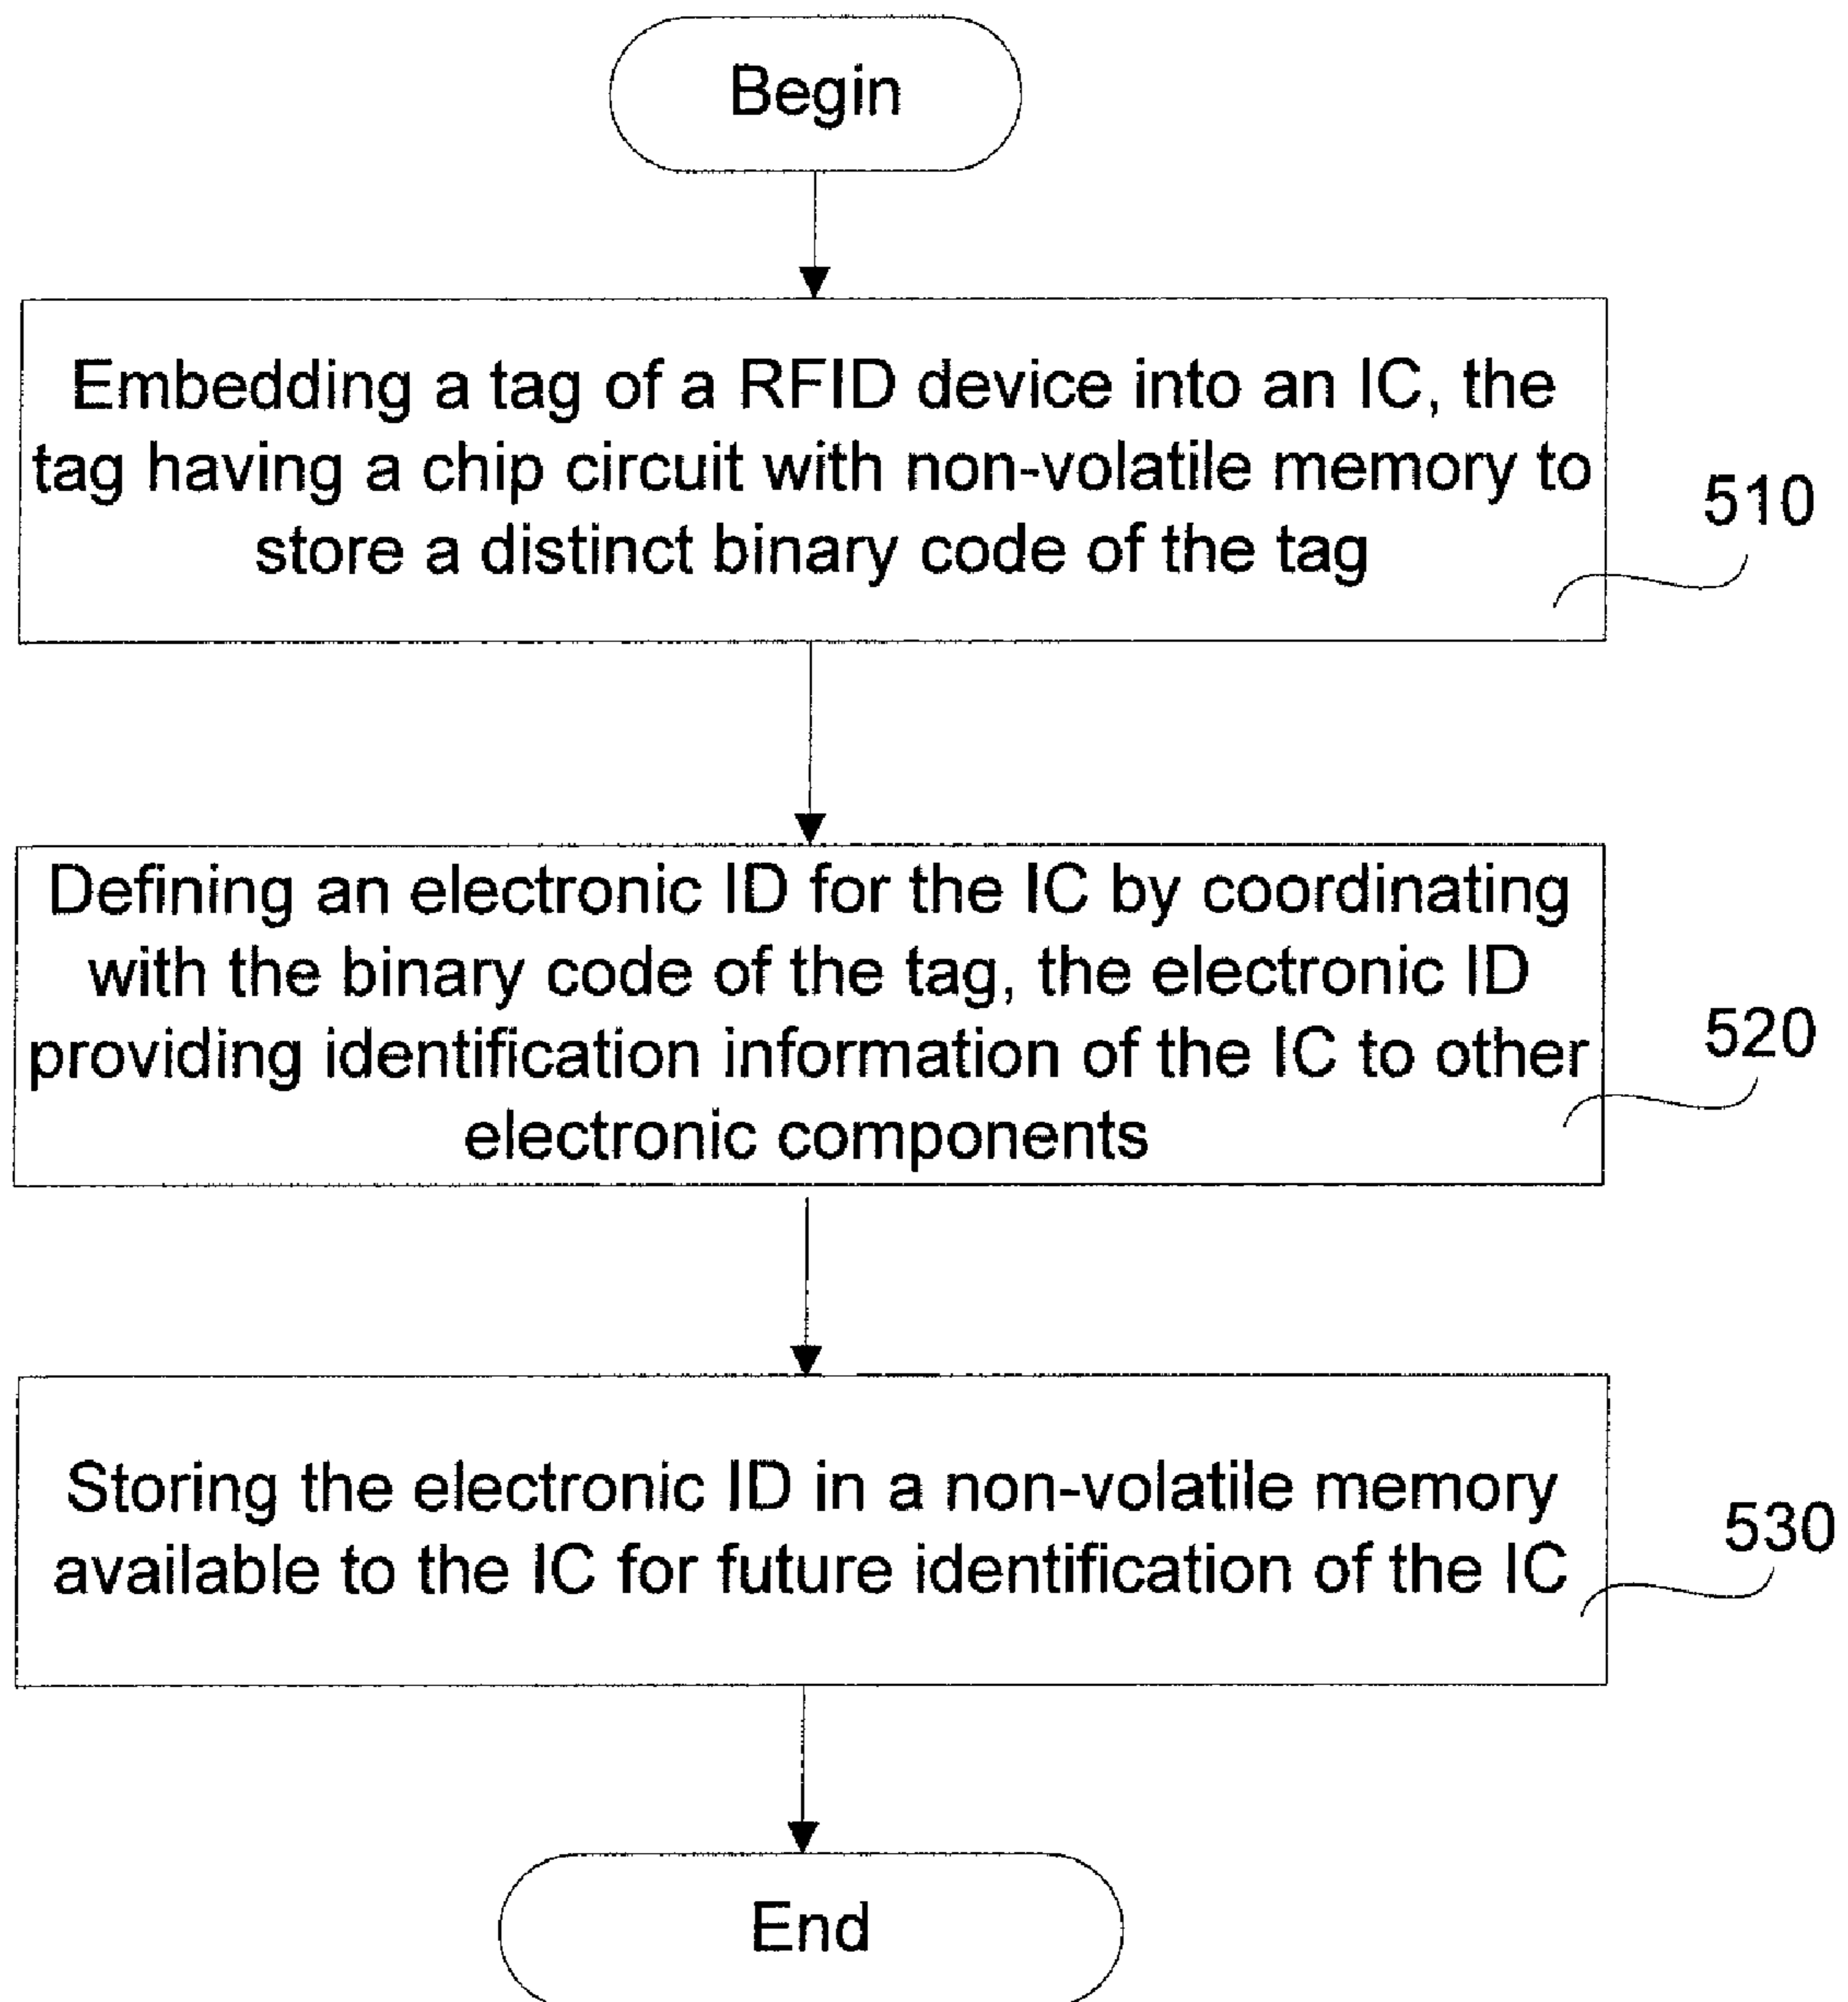 Begin
Embedding a tag of a RFID device into an IC, the
tag having a chip circuit with non-volatile memory to
store a distinct binary code of the tag
510
Defining an electronic ID for the IC by coordinating
with the binary code of the tag, the electronic ID
providing identification information of the IC to other
electronic components
520
Storing the electronic ID in a non-volatile memory
available to the IC for future identification of the IC
530
End